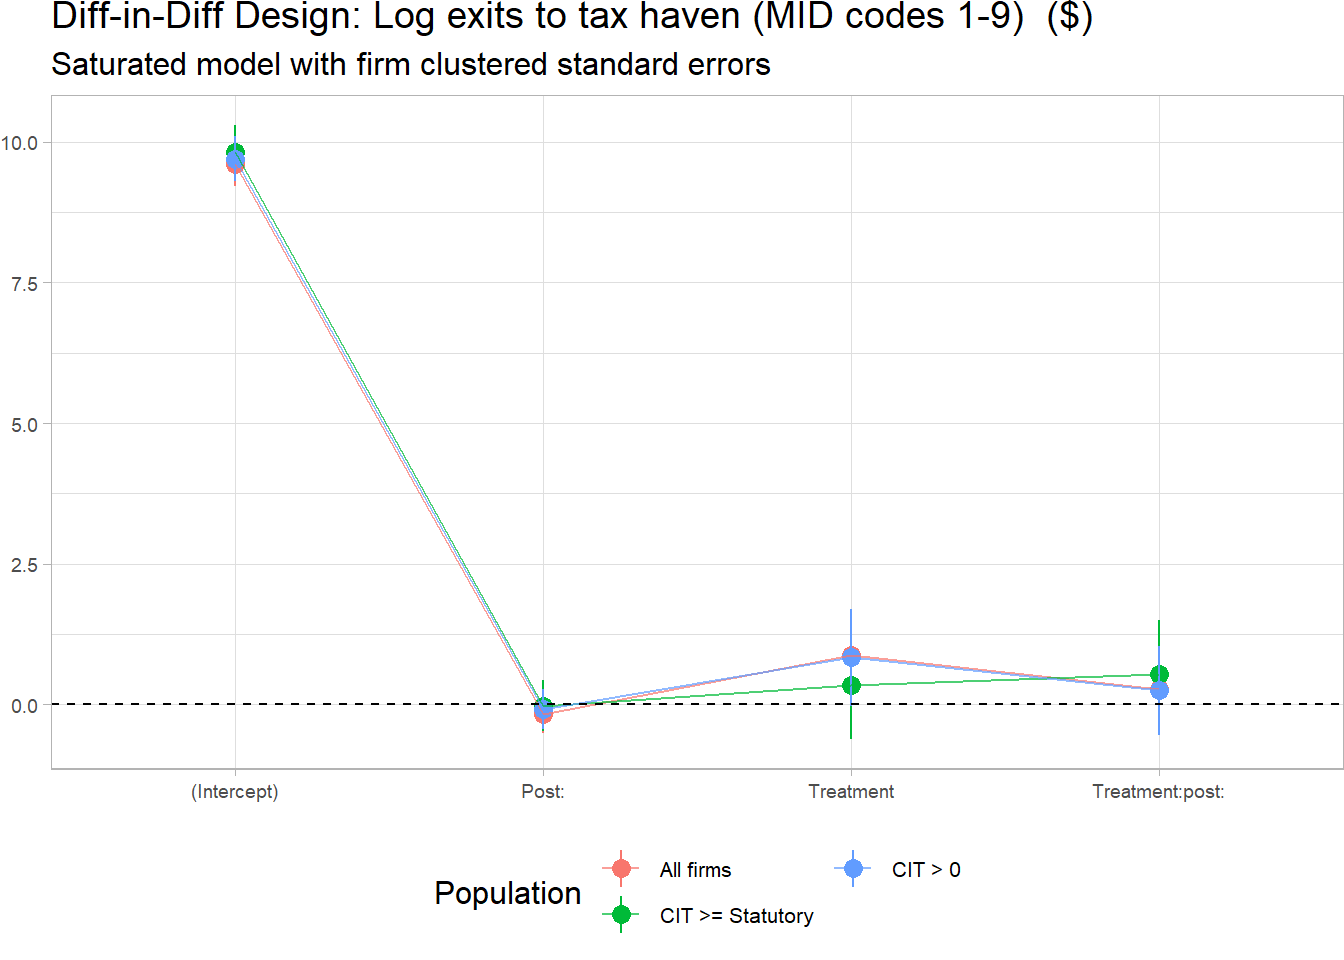 Diff-in-Diff Design: Log exits to tax haven (MID codes 1-9)  ($)
Saturated model with firm clustered standard errors
10.0
7.5
5.0
2.5
0.0
(Intercept) Post: Treatment Treatment:post:
Population
All firms
CIT > 0
CIT >= Statutory